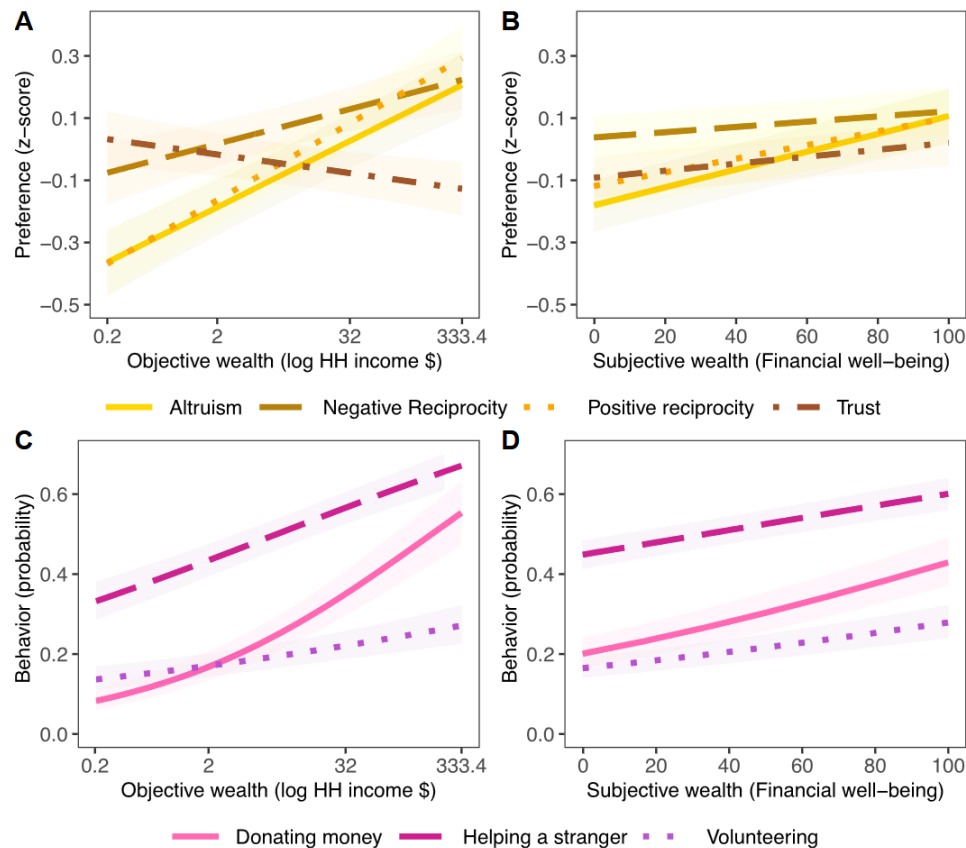 A
B
Preference (z−score)
0.3
0.1
−0.1
−0.3
−0.5
0.2
2
32
333.4
Objective wealth (log HH income $)
Preference (z−score)
0.3
0.1
−0.1
−0.3
−0.5
0
20
40
60
80
100
Subjective wealth (Financial well−being)
Altruism
Negative Reciprocity
Positive reciprocity
Trust
C
D
Behavior (probability)
0.6
0.4
0.2
0.0
0.2
2
32
333.4
Objective wealth (log HH income $)
Behavior (probability)
0.6
0.4
0.2
0.0
0
20
40
60
80
100
Subjective wealth (Financial well−being)
Donating money
Helping a stranger
Volunteering